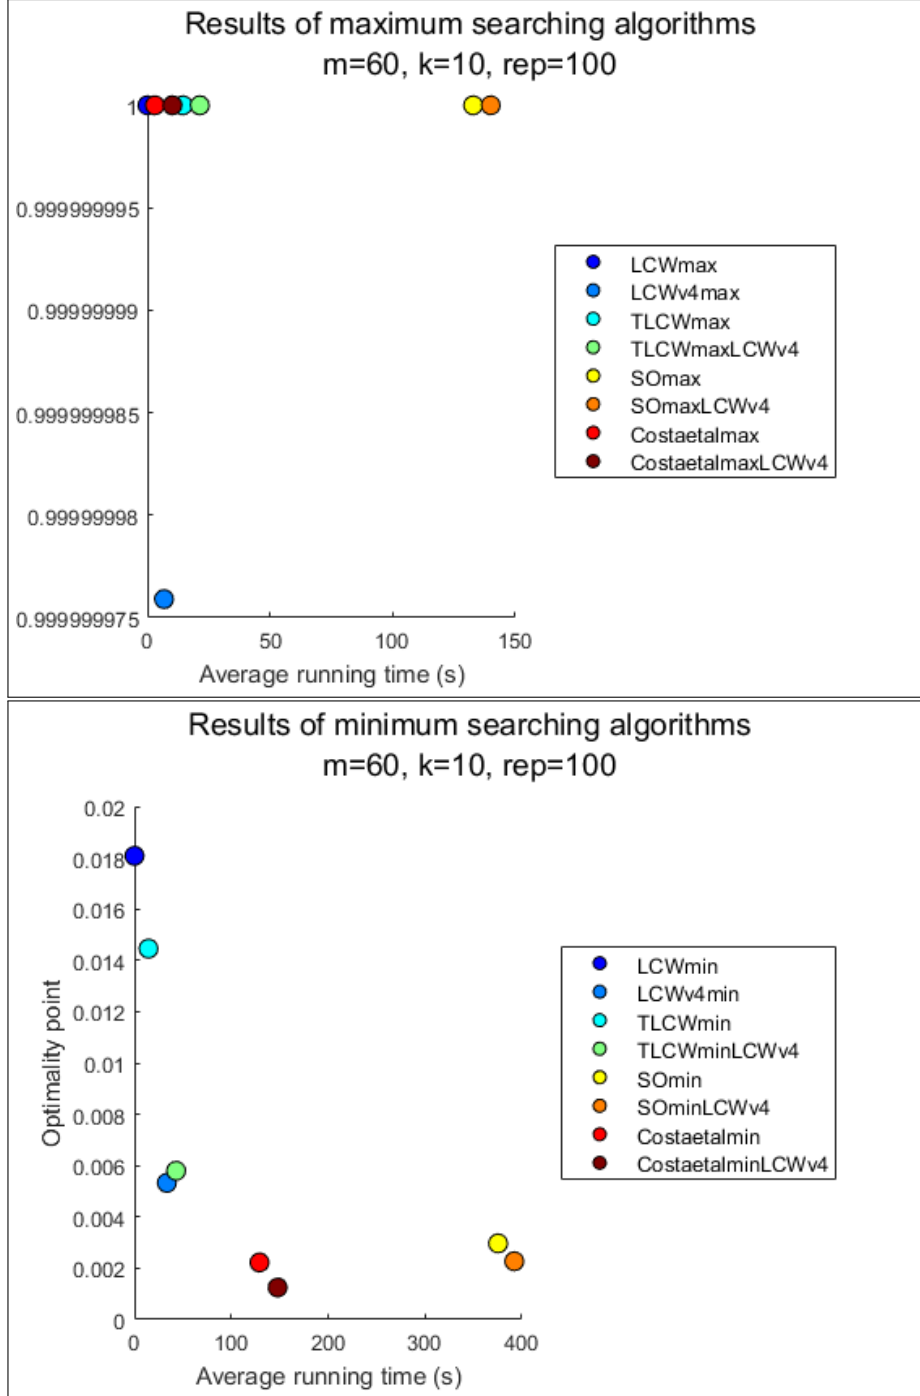 Results of maximum searching algorithms
m=60, k=10, rep=100
1
0.999999995
0.99999999
0.999999985
0.99999998
0.999999975
0 50 100 150
Average running time (s)
LCWmax
LCWv4max
TLCWmax
TLCWmaxLCWv4
SOmax
SOmaxLCWv4
Costaetalmax
CostaetalmaxLCWv4
Results of minimum searching algorithms
m=60, k=10, rep=100
Optimality point
0.02
0.018
0.016
0.014
0.012
0.01
0.008
0.006
0.004
0.002
0
0 100 200 300 400
Average running time (s)
LCWmin
LCWv4min
TLCWmin
TLCWminLCWv4
SOmin
SOminLCWv4
Costaetalmin
CostaetalminLCWv4